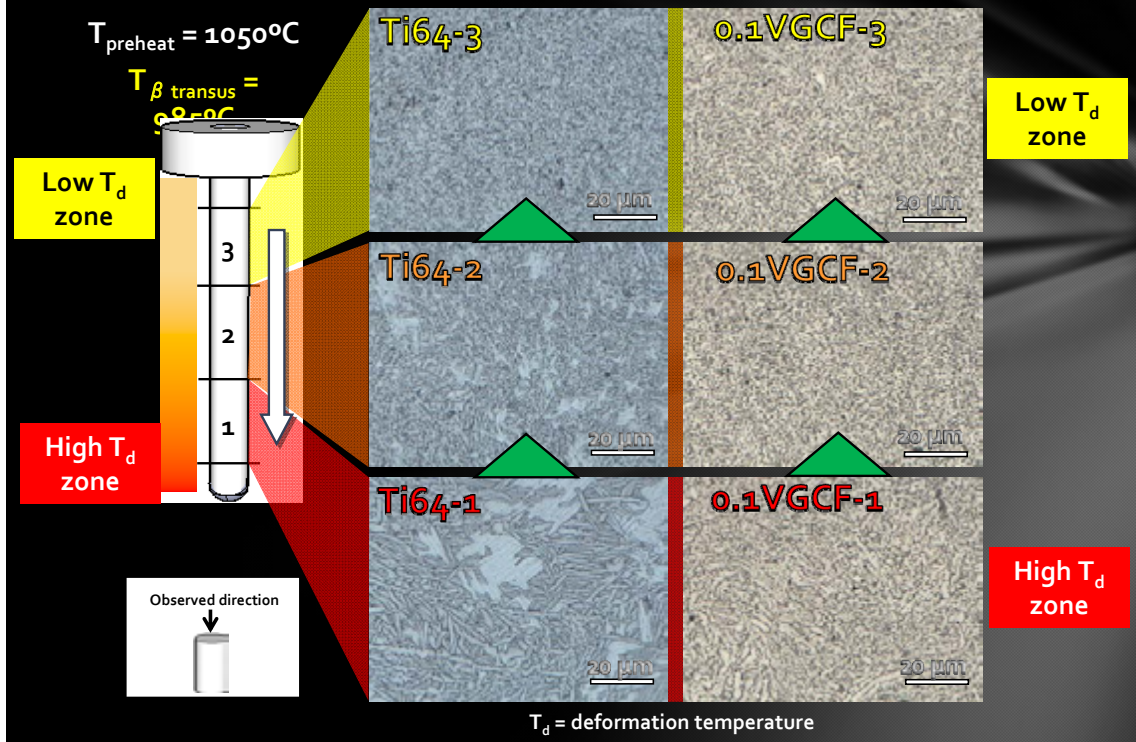 T preheat = 1050ºC
T β transus =
985ºC
Low Td
zone
3
2
1
High Td
zone
Observed direction
Ti64-3
0.1VGCF-3
20 µm
20 µm
Ti64-2
0.1VGCF-2
20 µm
20 µm
Ti64-1
0.1VGCF-1
20 µm
20 µm
Low Td
zone
High Td
zone
Td = deformation temperature